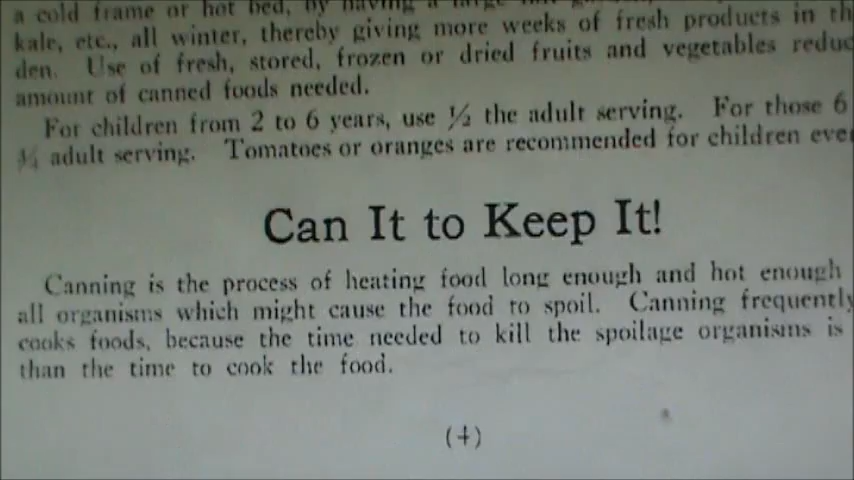 a cold frame or hot bed, by having a large
kale, etc., all winter, thereby giving more weeks of fresh products in th
den. Use of fresh, stored, frozen or dried fruits and vegetables reduc
amount of canned foods needed.
For children from 2 to 6 years, use ½ the adult serving. For those 6
¾ adult serving. Tomatoes or oranges are recommended for children ever
Can It to Keep It!
Canning is the process of heating food long enough and hot enough
all organisms which might cause the food to spoil. Canning frequently
cooks foods, because the time needed to kill the spoilage organisms is
than the time to cook the food.
(4)